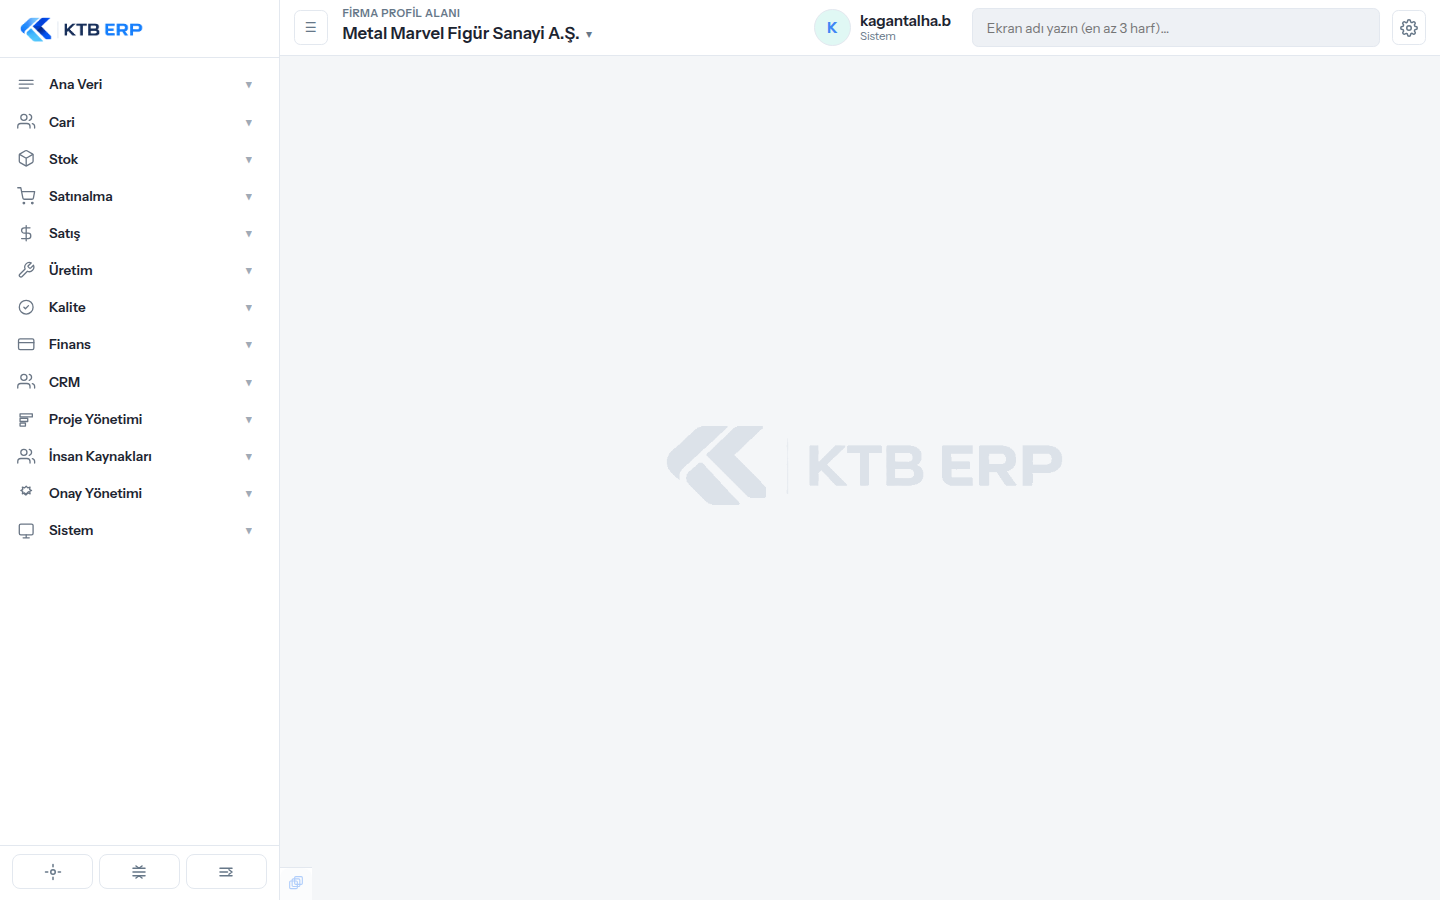 KTB ERP
FİRMA PROFİL ALANI
Metal Marvel Figür Sanayi A.Ş. ▾
K
kagantalha.b
Sistem
Ekran adı yazın (en az 3 harf)...
Ana Veri
Cari
Stok
Satınalma
Satış
Üretim
Kalite
Finans
CRM
Proje Yönetimi
İnsan Kaynakları
Onay Yönetimi
Sistem
KTB ERP